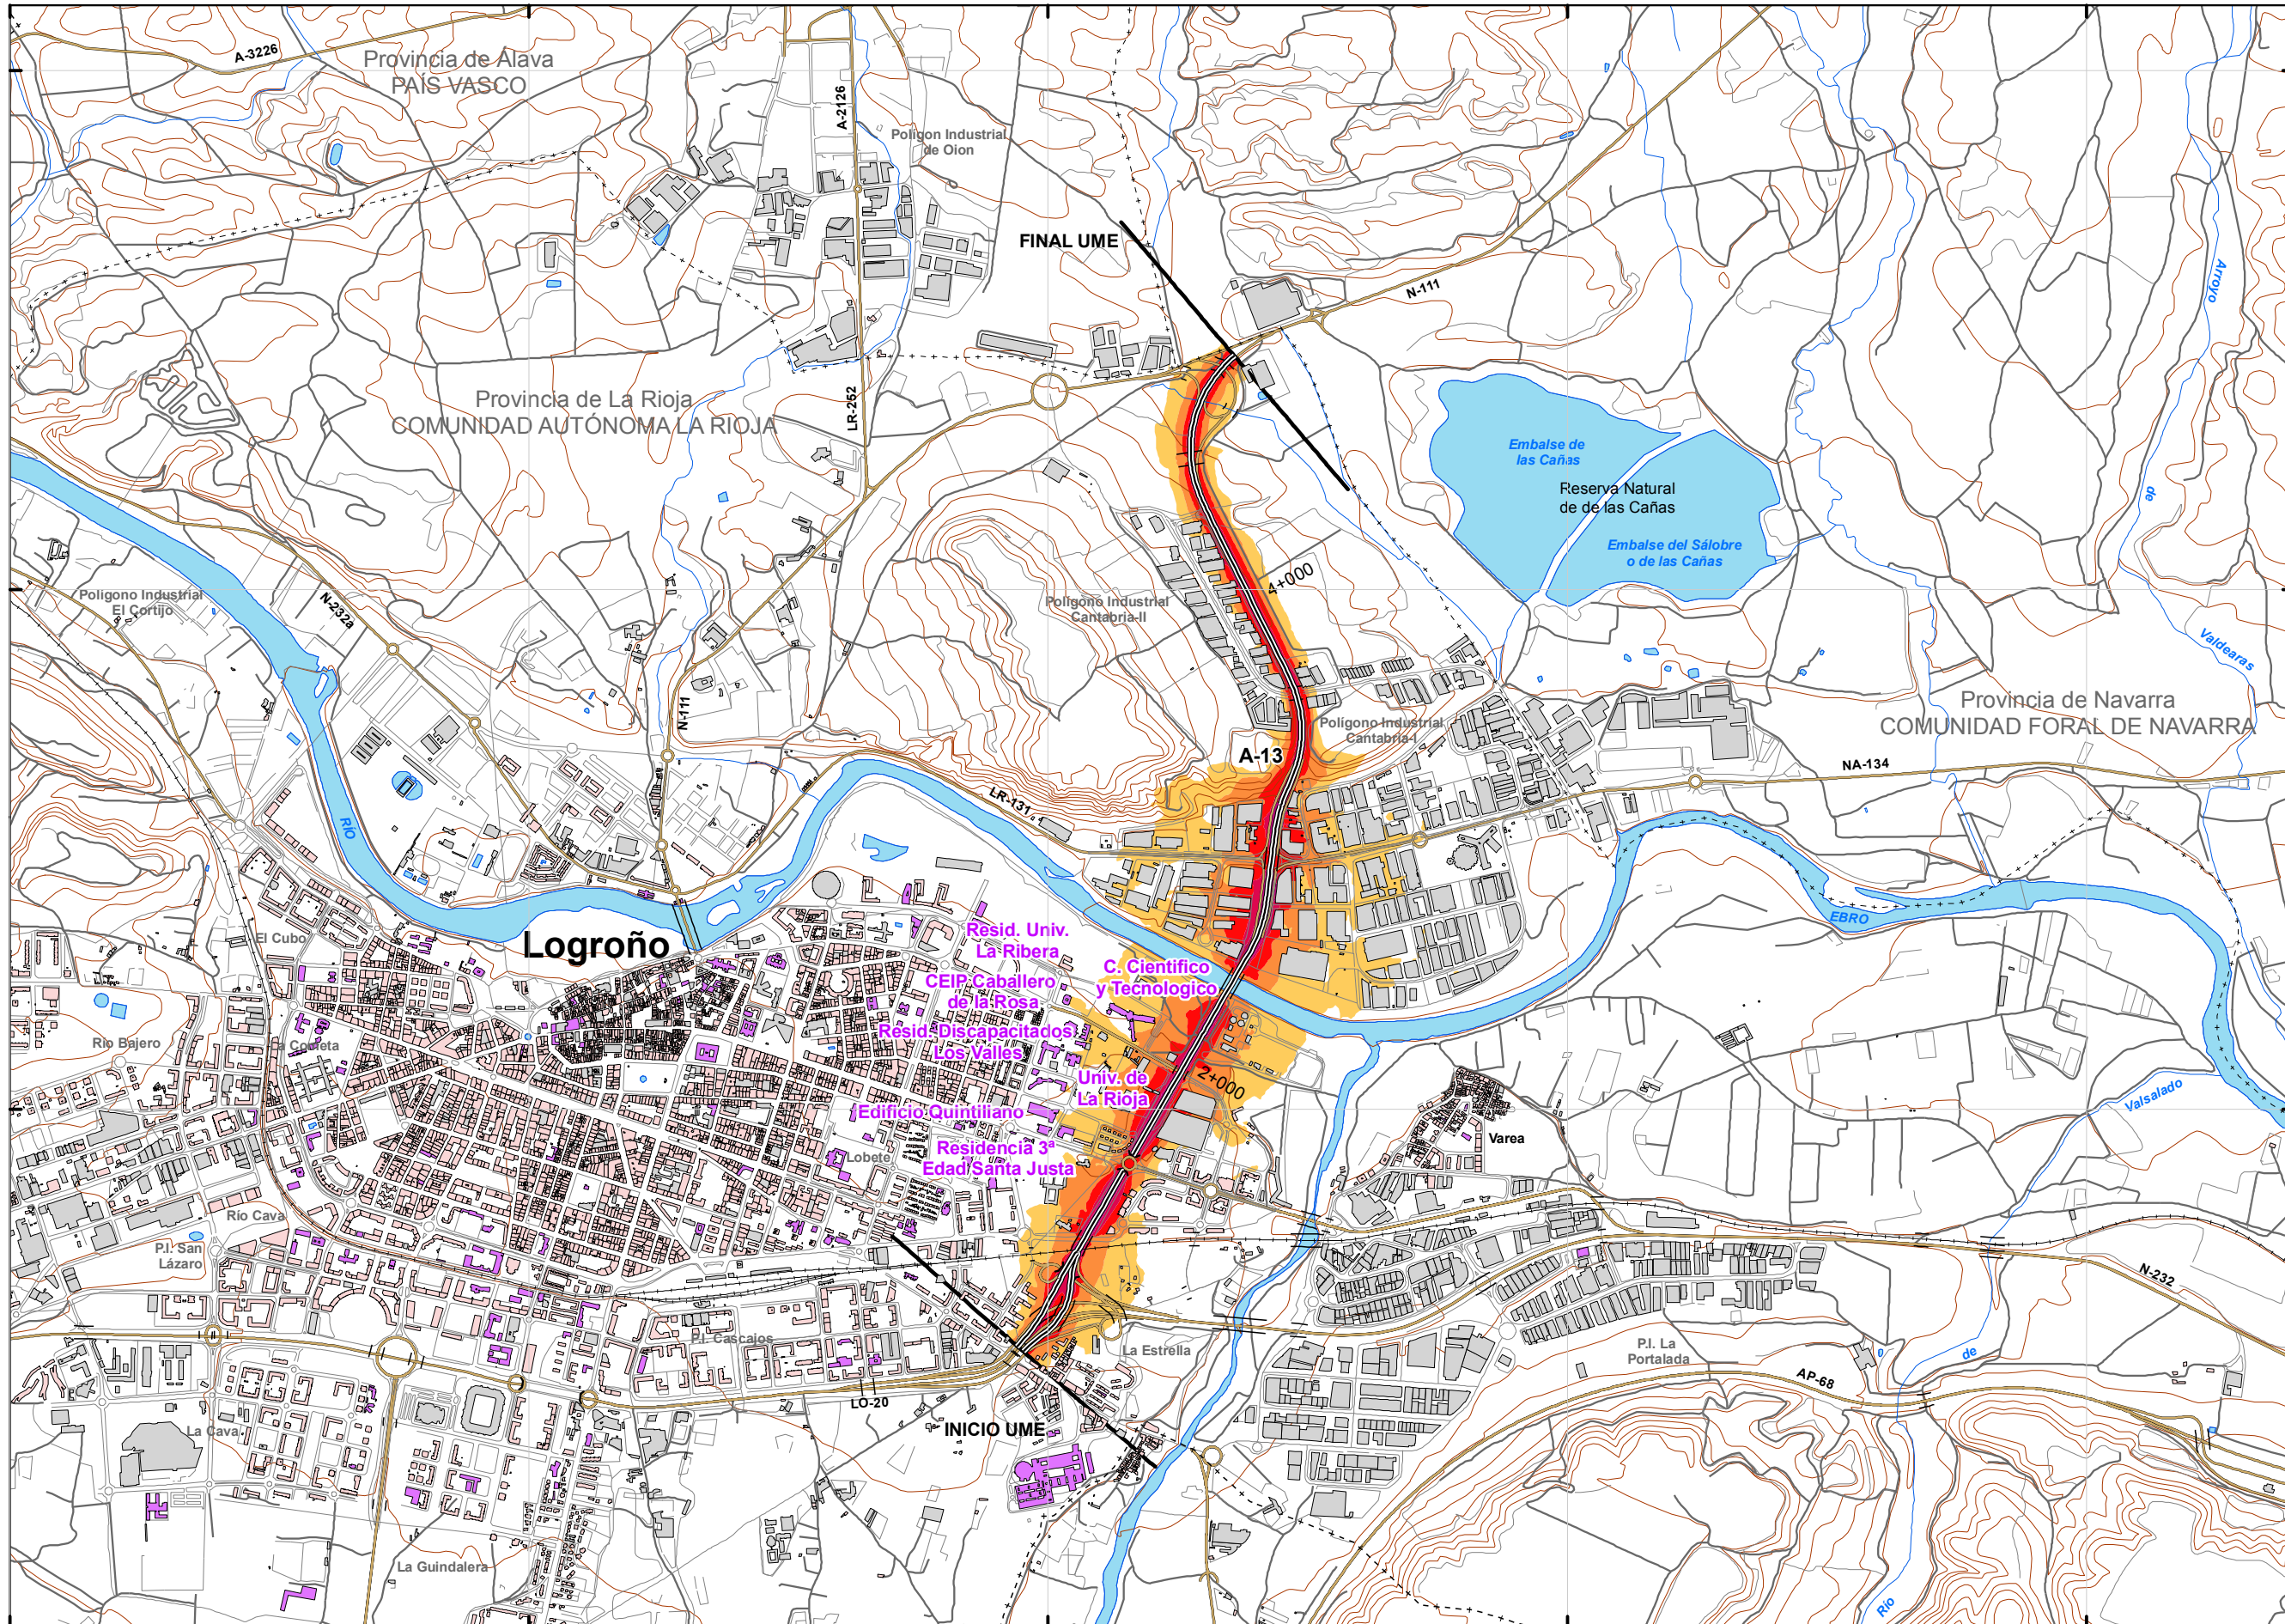 A-3226
Provincia de Álava
PAÍS VASCO
A-2126
Polígon Industrial
de Oion
FINAL UME
N-111
Arroyo
de
Valdearas
Provincia de La Rioja
COMUNIDAD AUTÓNOMA LA RIOJA
LR-252
Embalse de
las Cañas
Reserva Natural
de de las Cañas
Embalse del Sálobre
o de las Cañas
Poligono Industrial
El Cortijo
N-232a
4+000
Polígono Industrial
Cantabria-II
N-111
Polígono Industrial
Cantabria-I
A-13
Provincia de Navarra
COMUNIDAD FORAL DE NAVARRA
NA-134
LR-131
RÍO
EBRO
El Cubo
Logroño
Resid. Univ.
La Ribera
C. Cientifico
y Tecnologico
CEIP Caballero
de la Rosa
Resid. Discapacitados
Los Valles
Río Bajero
La Cometa
Univ. de
La Rioja
2+000
Edificio Quintiliano
Valsalado
Varea
Residencia 3ª
Edad Santa Justa
Lobete
Río Cava
P.I. San
Lázaro
N-232
P.I. Cascajos
La Estrella
P.I. La
Portalada
de
AP-68
LO-20
INICIO UME
La Cava
La Guindalera
Río